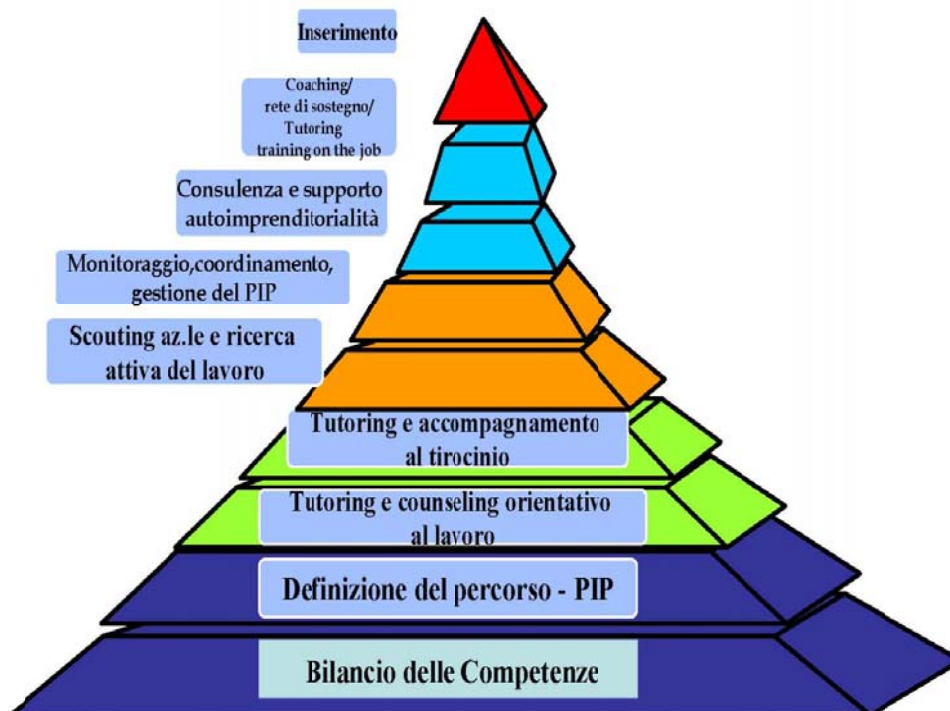 Inserimento
Coaching/
rete di sostegno/
Tutoring
training on the job
Consulenza e supporto
autoimprenditorialità
Monitoraggio,coordinamento,
gestione del PIP
Scouting az.le e ricerca
attiva del lavoro
Tutoring e accompagnamento
al tirocinio
Tutoring e counseling orientativo
al lavoro
Definizione del percorso - PIP
Bilancio delle Competenze